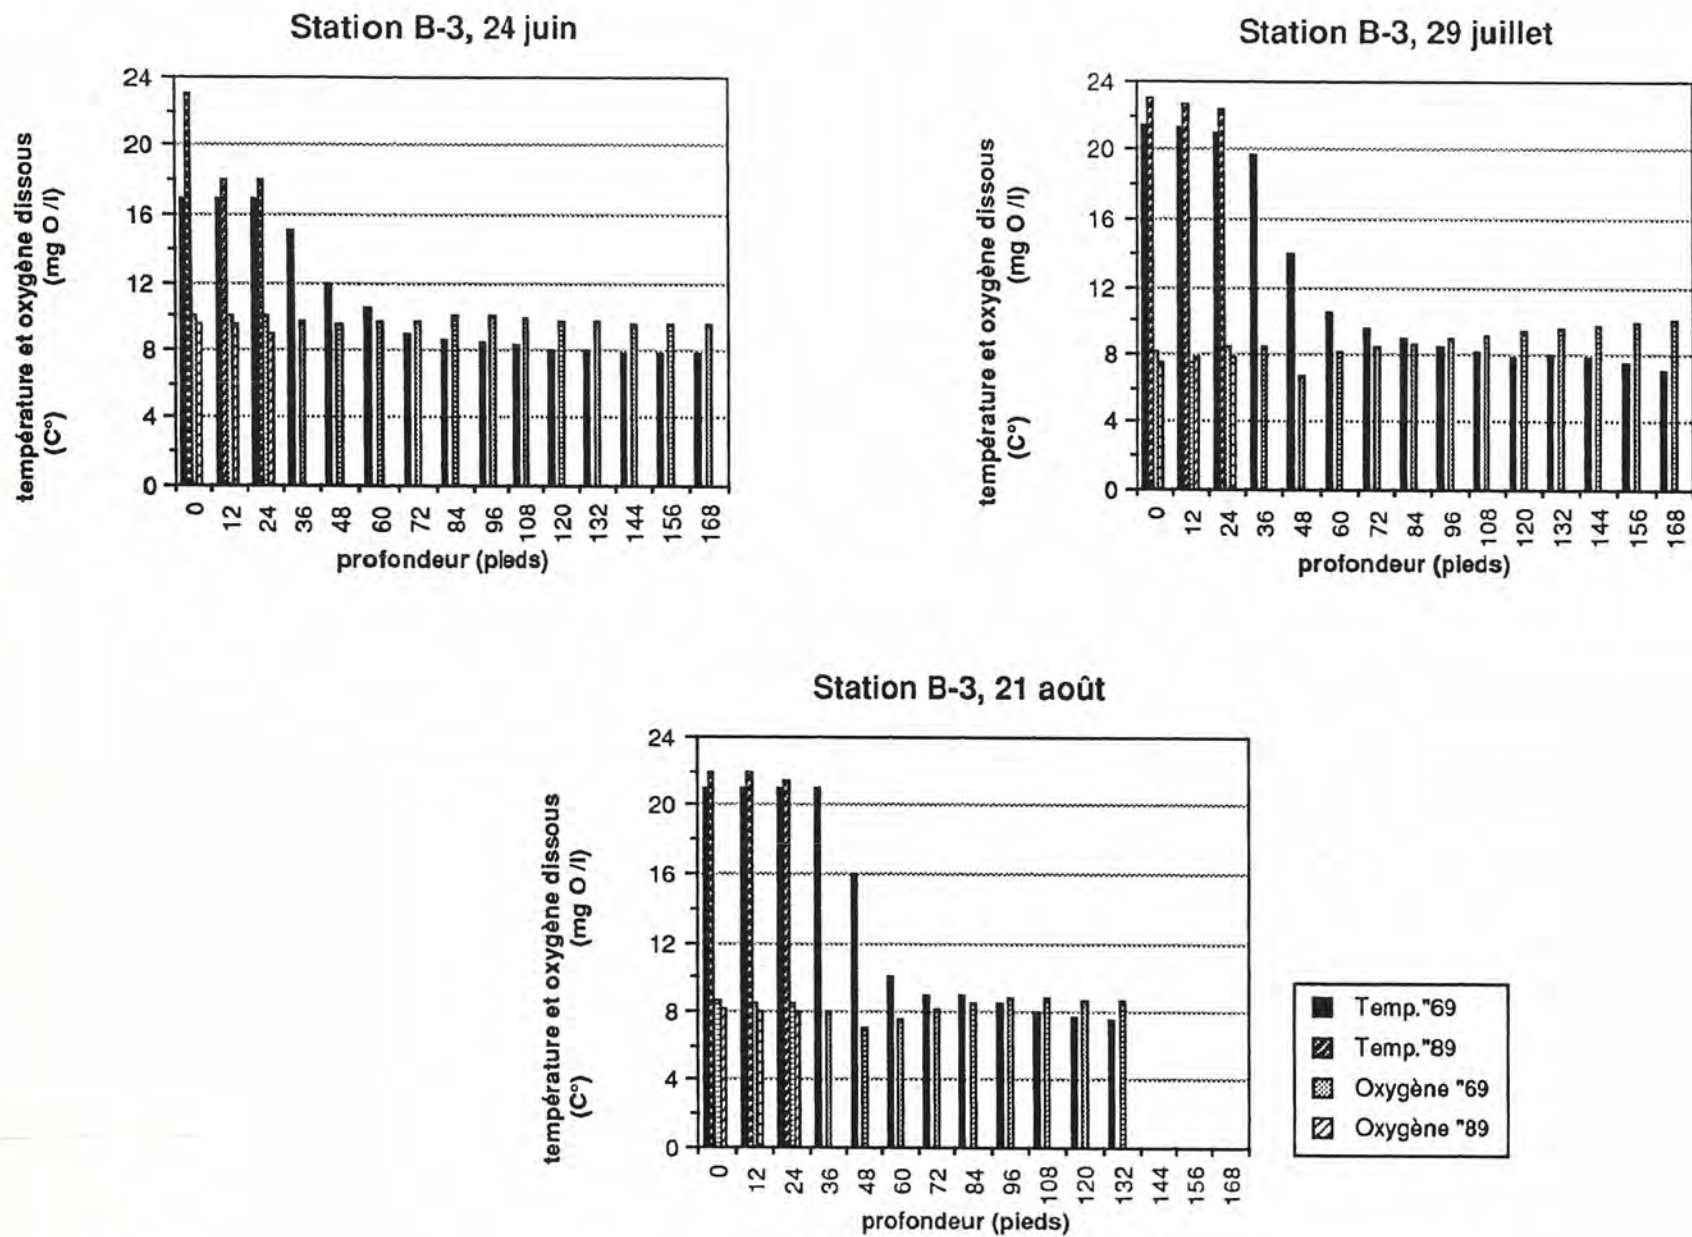 Station B-3, 24 juin
température et oxygène dissous
(C°) (mg O /l)
24
20
16
12
8
4
0
0 12 24 36 48 60 72 84 96 108 120 132 144 156 168
profondeur (pieds)
Station B-3, 29 juillet
température et oxygène dissous
(C°) (mg O /l)
24
20
16
12
8
4
0
0 12 24 36 48 60 72 84 96 108 120 132 144 156 168
profondeur (pieds)
Station B-3, 21 août
température et oxygène dissous
(C°) (mg O /l)
24
20
16
12
8
4
0
0 12 24 36 48 60 72 84 96 108 120 132 144 156 168
profondeur (pieds)
Temp."69
Temp."89
Oxygène "69
Oxygène "89